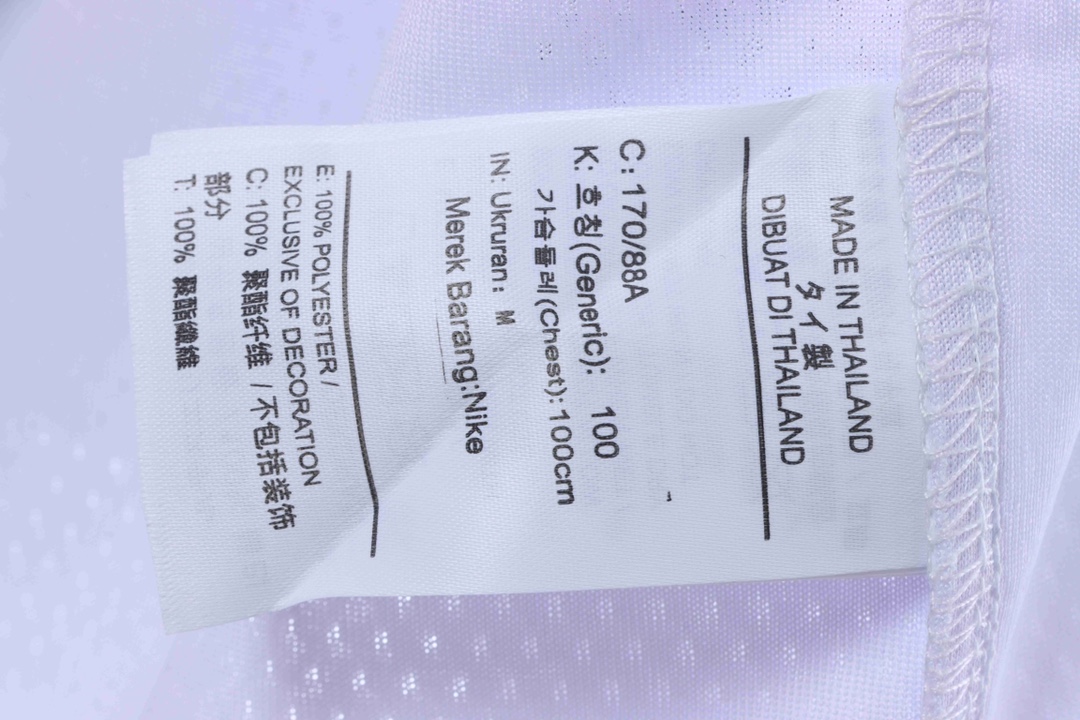 MADE IN THAILAND
タイ製
DIBUAT DI THAILAND
C: 170/88A
K: 호칭(Generic): 100
가슴둘레(Chest): 100cm
IN: Ukruran: M
Merek Barang:Nike
E: 100% POLYESTER /
EXCLUSIVE OF DECORATION
C: 100% 聚酯纤维 / 不包括装饰
部分
T: 100% 聚酯纖維